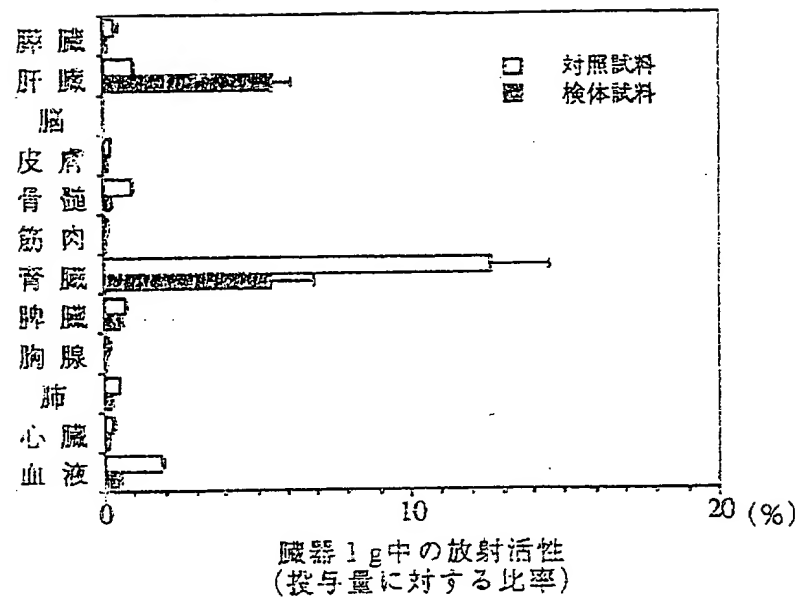 膵臓
肝臓
脳
皮膚
骨髄
筋肉
腎臓
脾臓
胸腺
肺
心臓
血液
対照試料
検体試料
0 10 20 (%)
臓器1g中の放射活性
(投与量に対する比率)